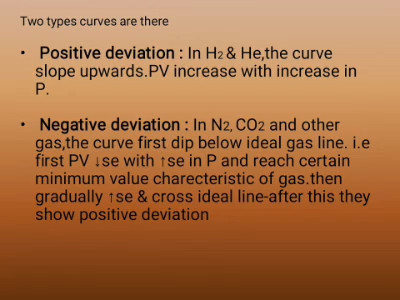 Two types curves are there
• Positive deviation : In H2 & He,the curve
slope upwards.PV increase with increase in
P.
• Negative deviation : In N2, CO2 and other
gas,the curve first dip below ideal gas line. i.e
first PV ↓se with ↑se in P and reach certain
minimum value charecteristic of gas.then
gradually ↑se & cross ideal line-after this they
show positive deviation